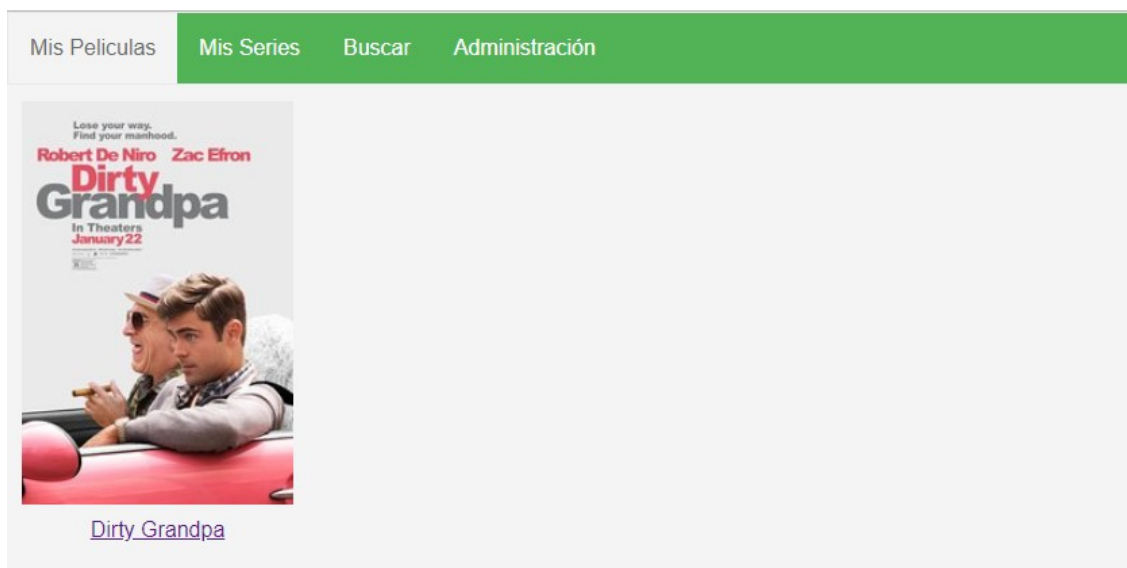 Mis Peliculas Mis Series Buscar Administración
Lose your way.
Find your manhood.
Robert De Niro Zac Efron
Dirty
Grandpa
In Theaters
January 22
Dirty Grandpa